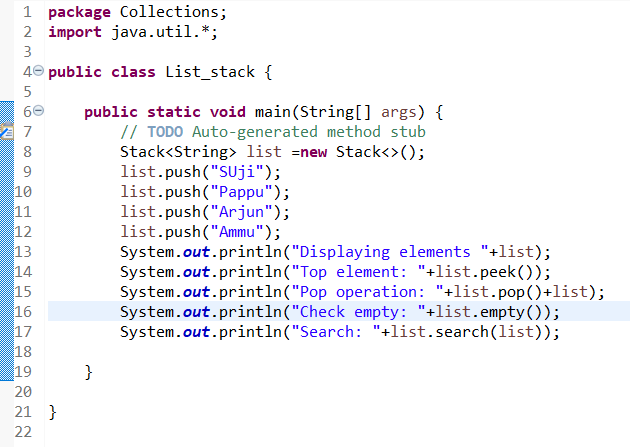 1 package Collections;
2 import java.util.*;
3
4 public class List_stack {
5
6 public static void main(String[] args) {
7 // TODO Auto-generated method stub
8 Stack<String> list =new Stack<>();
9 list.push("SUji");
10 list.push("Pappu");
11 list.push("Arjun");
12 list.push("Ammu");
13 System.out.println("Displaying elements "+list);
14 System.out.println("Top element: "+list.peek());
15 System.out.println("Pop operation: "+list.pop()+list);
16 System.out.println("Check empty: "+list.empty());
17 System.out.println("Search: "+list.search(list));
18
19 }
20
21 }
22